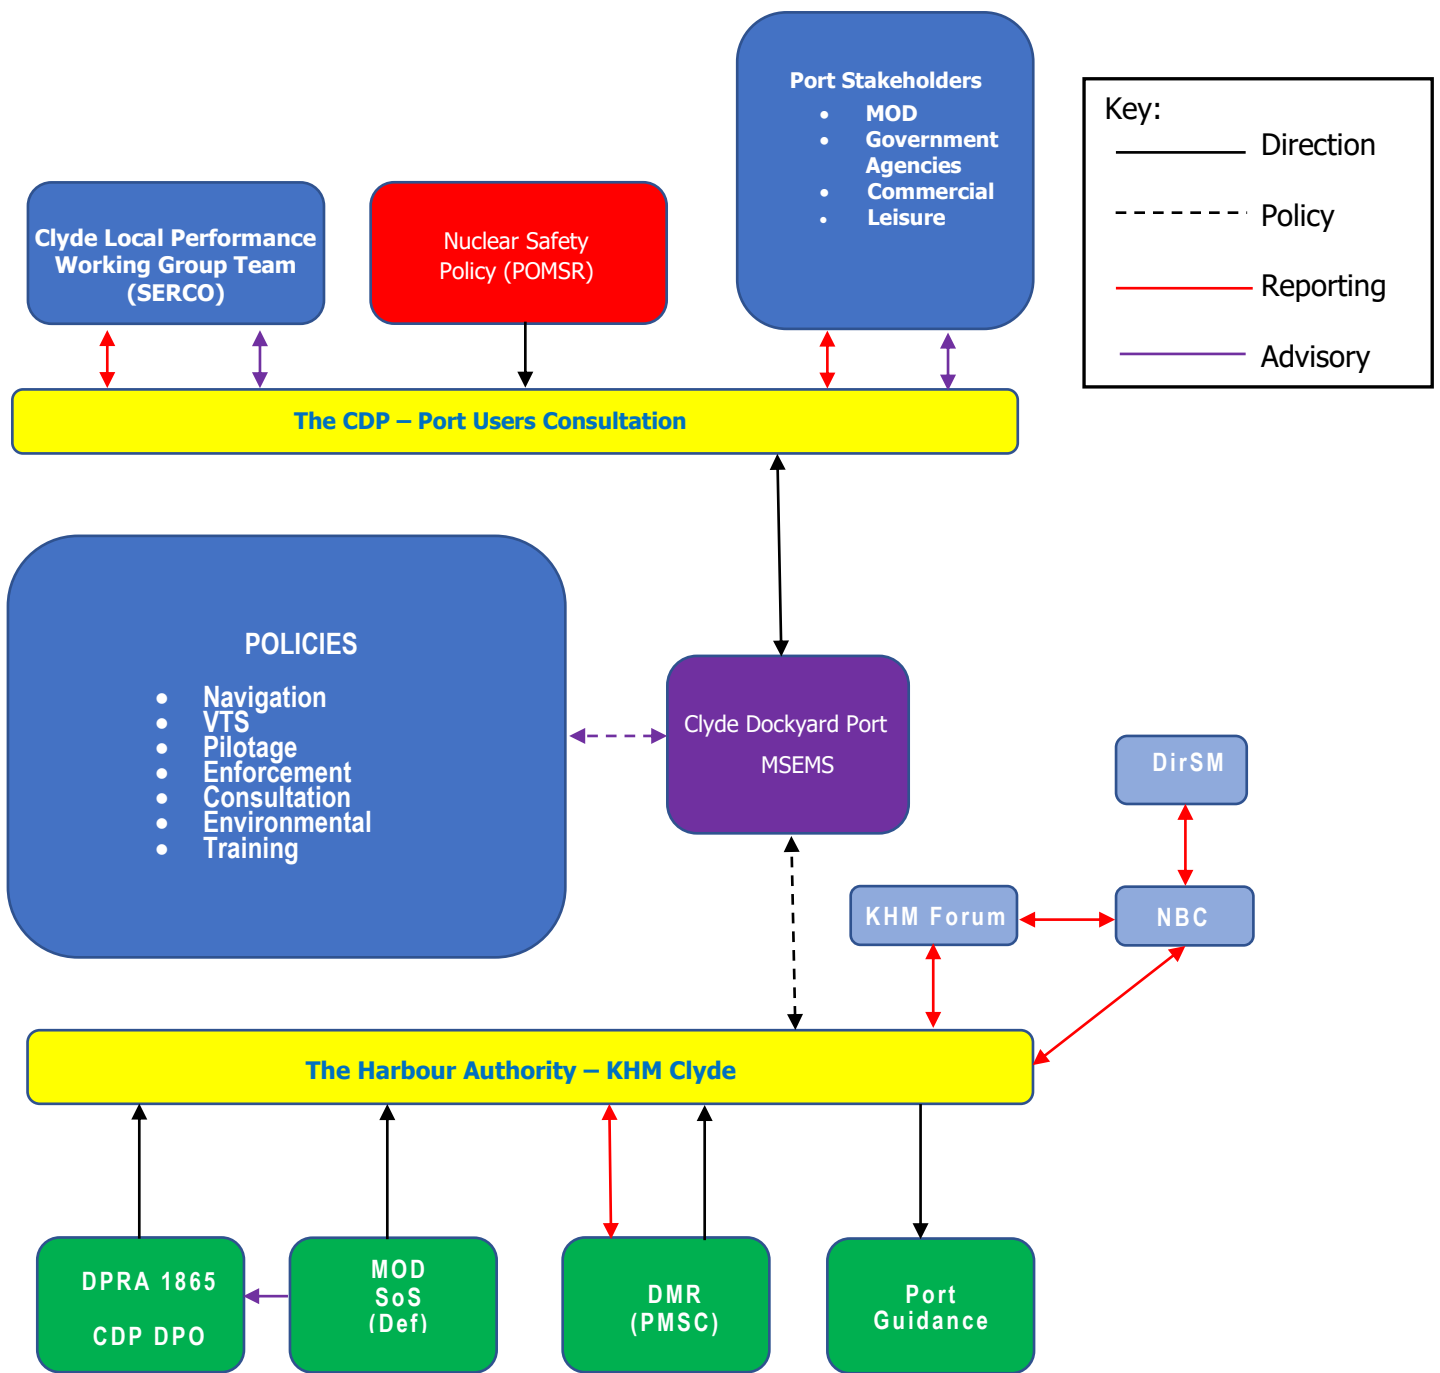 Port Stakeholders
• MOD
• Government
Agencies
• Commercial
• Leisure
Key:
Direction
Policy
Reporting
Advisory
Clyde Local Performance
Working Group Team
(SERCO)
Nuclear Safety
Policy (POMSR)
The CDP – Port Users Consultation
POLICIES
• Navigation
• VTS
• Pilotage
• Enforcement
• Consultation
• Environmental
• Training
Clyde Dockyard Port
MSEMS
DirSM
KHM Forum
NBC
The Harbour Authority – KHM Clyde
DPRA 1865
CDP DPO
MOD
SoS
(Def)
DMR
(PMSC)
Port
Guidance